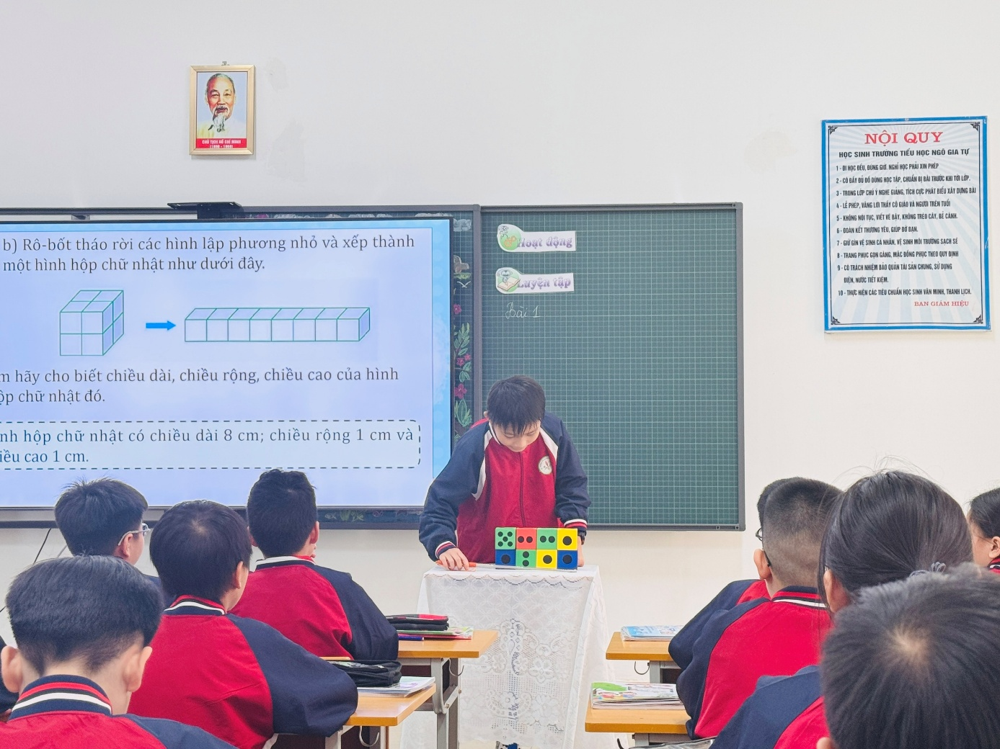 CHỦ TỊCH HỒ CHÍ MINH
(1890 - 1969)
b) Rô-bốt tháo rời các hình lập phương nhỏ và xếp thành
một hình hộp chữ nhật như dưới đây.
m hãy cho biết chiều dài, chiều rộng, chiều cao của hình
ộp chữ nhật đó.
nh hộp chữ nhật có chiều dài 8 cm; chiều rộng 1 cm và
iều cao 1 cm.
Hoạt động
Luyện tập
Bài 1
NỘI QUY
HỌC SINH TRƯỜNG TIỂU HỌC NGÔ GIA TỰ
1 - ĐI HỌC ĐỀU, ĐÚNG GIỜ. NGHỈ HỌC PHẢI XIN PHÉP
2 - CÓ ĐẦY ĐỦ ĐỒ DÙNG HỌC TẬP, CHUẨN BỊ BÀI TRƯỚC KHI TỚI LỚP.
3 - TRONG LỚP CHÚ Ý NGHE GIẢNG, TÍCH CỰC PHÁT BIỂU XÂY DỰNG BÀI
4 - LỄ PHÉP, VÂNG LỜI THẦY CÔ GIÁO VÀ NGƯỜI TRÊN TUỔI
5 - KHÔNG NÓI TỤC, VIẾT VẼ BẬY, KHÔNG TRÈO CÂY, BẺ CÀNH.
6 - ĐOÀN KẾT THƯƠNG YÊU, GIÚP ĐỠ BẠN.
7 - GIỮ GÌN VỆ SINH CÁ NHÂN, VỆ SINH MÔI TRƯỜNG SẠCH SẼ
8 - TRANG PHỤC GỌN GÀNG, MẶC ĐỒNG PHỤC THEO QUY ĐỊNH
9 - CÓ TRÁCH NHIỆM BẢO QUẢN TÀI SẢN CHUNG, SỬ DỤNG
ĐIỆN, NƯỚC TIẾT KIỆM.
10 - THỰC HIỆN CÁC TIÊU CHUẨN HỌC SINH VĂN MINH, THANH LỊCH.
BAN GIÁM HIỆU